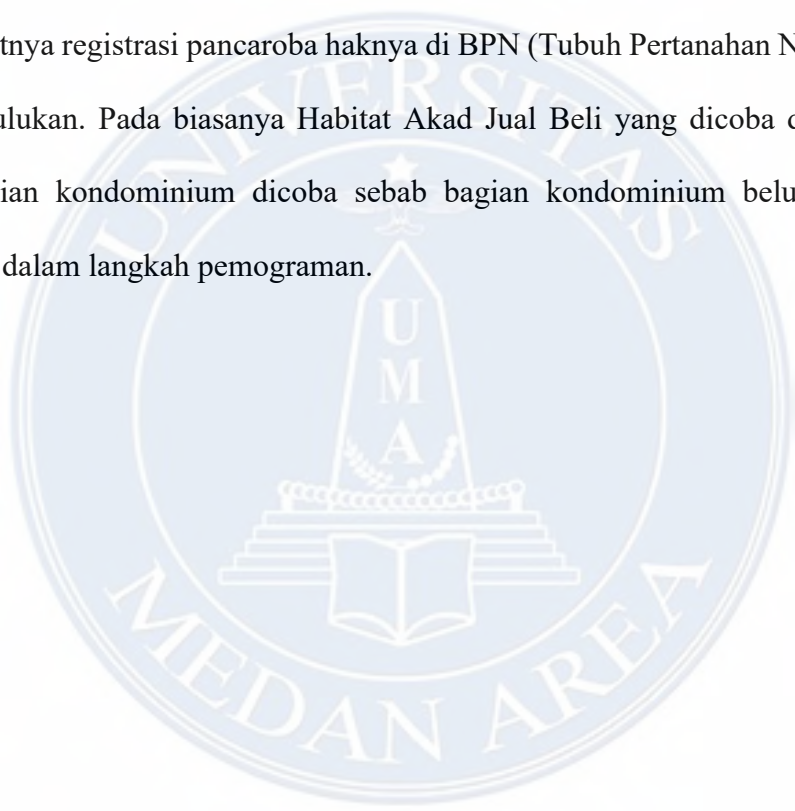 tnya registrasi pancaroba haknya di BPN (Tubuh Pertanahan N
ulukan. Pada biasanya Habitat Akad Jual Beli yang dicoba d
ian kondominium dicoba sebab bagian kondominium belu
dalam langkah pemograman.
UNIVERSITAS
U
M
A
MEDAN AREA